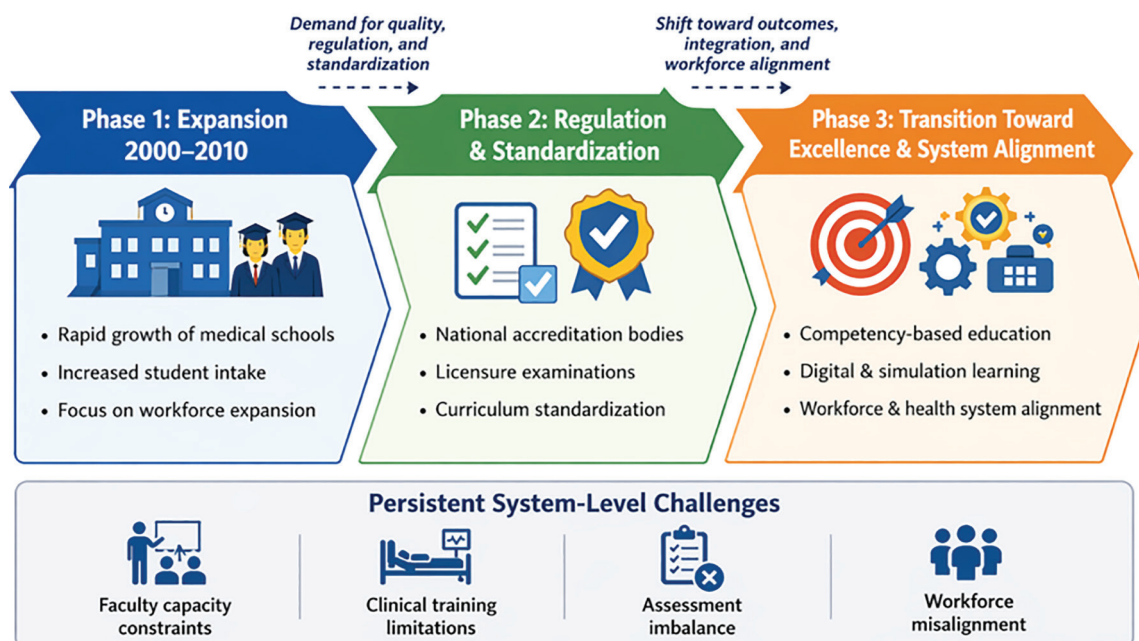 Demand for quality,
regulation, and
standardization
Shift toward outcomes,
integration, and
workforce alignment
Phase 1: Expansion
2000–2010
Phase 2: Regulation
& Standardization
Phase 3: Transition Toward
Excellence & System Alignment
• Rapid growth of medical schools
• Increased student intake
• Focus on workforce expansion
• National accreditation bodies
• Licensure examinations
• Curriculum standardization
• Competency-based education
• Digital & simulation learning
• Workforce & health system alignment
Persistent System-Level Challenges
Faculty capacity
constraints
Clinical training
limitations
Assessment
imbalance
Workforce
misalignment